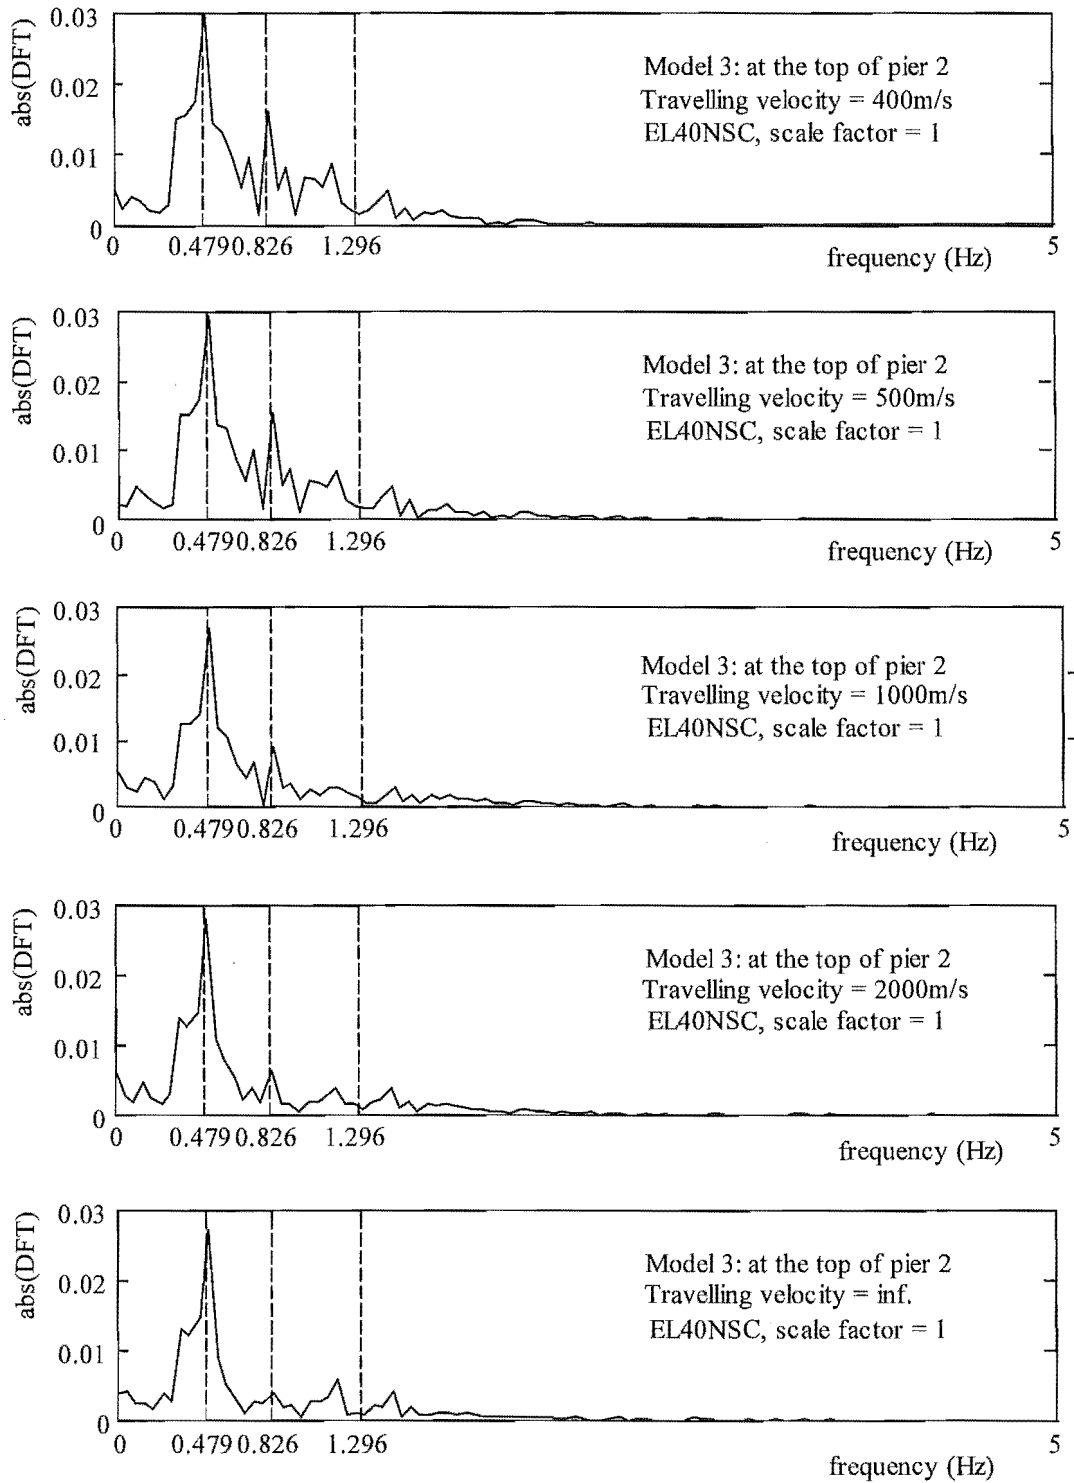 abs(DFT)
0.03
0.02
0.01
0
Model 3: at the top of pier 2
Travelling velocity = 400m/s
EL40NSC, scale factor = 1
0 0.479 0.826 1.296 5
frequency (Hz)
abs(DFT)
0.03
0.02
0.01
0
Model 3: at the top of pier 2
Travelling velocity = 500m/s
EL40NSC, scale factor = 1
0 0.479 0.826 1.296 5
frequency (Hz)
abs(DFT)
0.03
0.02
0.01
0
Model 3: at the top of pier 2
Travelling velocity = 1000m/s
EL40NSC, scale factor = 1
0 0.479 0.826 1.296 5
frequency (Hz)
abs(DFT)
0.03
0.02
0.01
0
Model 3: at the top of pier 2
Travelling velocity = 2000m/s
EL40NSC, scale factor = 1
0 0.479 0.826 1.296 5
frequency (Hz)
abs(DFT)
0.03
0.02
0.01
0
Model 3: at the top of pier 2
Travelling velocity = inf.
EL40NSC, scale factor = 1
0 0.479 0.826 1.296 5
frequency (Hz)